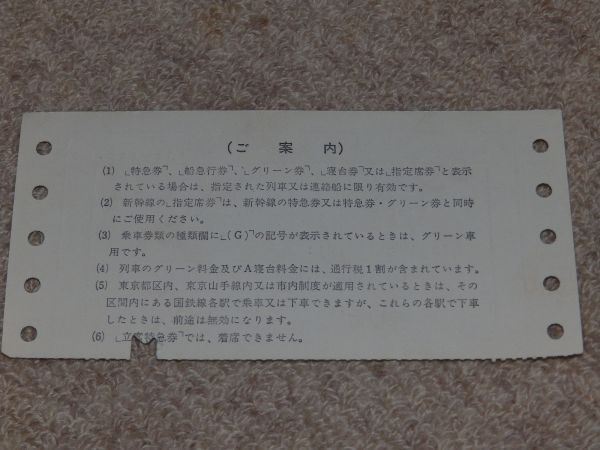 （ご案内）
(1) 「特急券」、「船急行券」、「グリーン券」、「寝台券」又は「指定席券」と表示
されている場合は、指定された列車又は連絡船に限り有効です。
(2) 新幹線の「指定席券」は、新幹線の特急券又は特急券・グリーン券と同時
にご使用ください。
(3) 乗車券類の種類欄に「(G)」の記号が表示されているときは、グリーン車
用です。
(4) 列車のグリーン料金及びA寝台料金には、通行税1割が含まれています。
(5) 東京都区内、東京山手線内又は市内制度が適用されているときは、その
区間内にある国鉄線各駅で乗車又は下車できますが、これらの各駅で下車
したときは、前途は無効になります。
(6) 「立席特急券」では、着席できません。